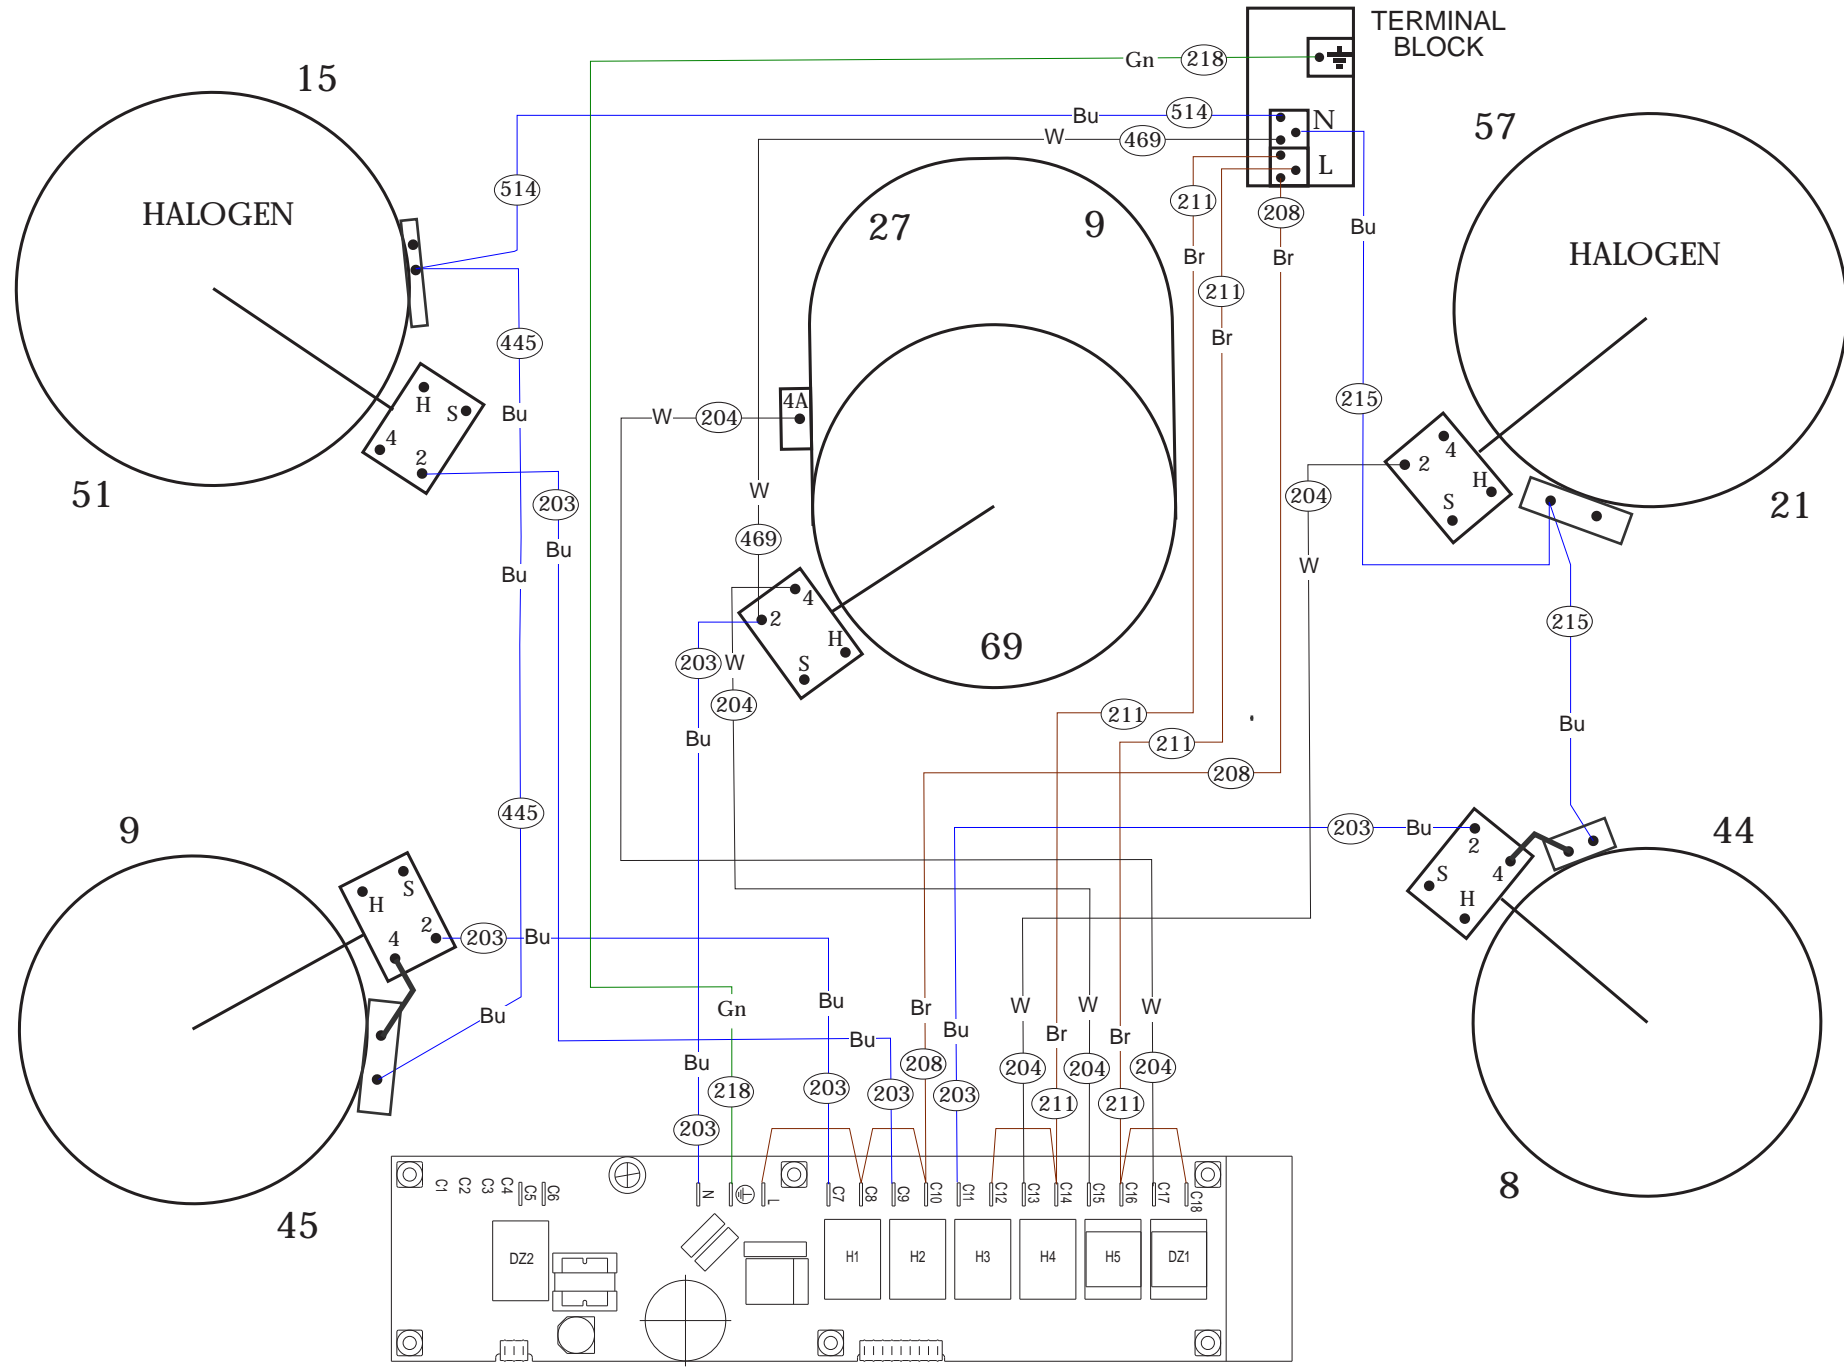 TERMINAL
BLOCK
Gn 218
15
514
Bu
N
W 469
57
L
514
211
208
HALOGEN
27
9
Bu
HALOGEN
Br
Br
211
445
Br
4A
215
H
S
Bu
W 204
4
4
2
2
51
W
H
204
21
203
S
469
Bu
W
Bu
4
2
215
H
69
203
W
S
204
211
Bu
Bu
211
208
445
203
Bu
9
44
2
S
4
S
H
H
2
4
203
Bu
Bu
W
W
W
Gn
Br
Bu
Bu
Br
Br
Bu
Bu
208
204
204
204
218
203
203
203
211
211
203
8
45
C1
C2
C3
C4
C5
C6
N
L
C7
C8
C9
C10
C11
C12
C13
C14
C15
C16
C17
C18
DZ2
H1
H2
H3
H4
H5
DZ1